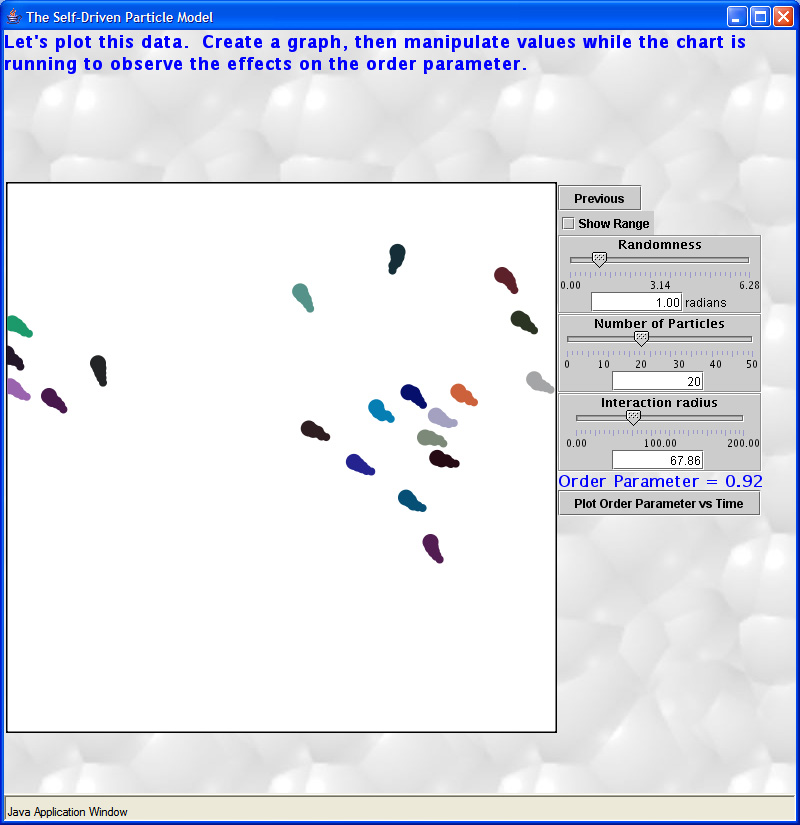 The Self-Driven Particle Model
Let's plot this data.  Create a graph, then manipulate values while the chart is
running to observe the effects on the order parameter.
Previous
Show Range
Randomness
0.00 3.14 6.28
1.00 radians
Number of Particles
0 10 20 30 40 50
20
Interaction radius
0.00 100.00 200.00
67.86
Order Parameter = 0.92
Plot Order Parameter vs Time
Java Application Window